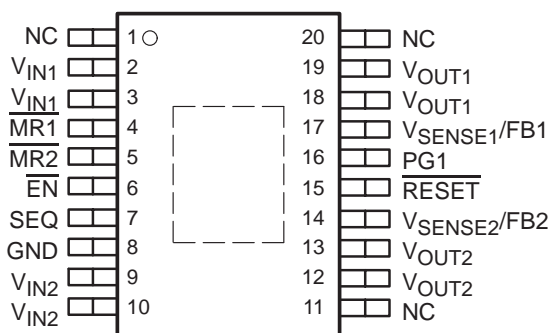 NC 1 20 NC
VIN1 2 19 VOUT1
VIN1 3 18 VOUT1
MR1 4 17 VSENSE1/FB1
MR2 5 16 PG1
EN 6 15 RESET
SEQ 7 14 VSENSE2/FB2
GND 8 13 VOUT2
VIN2 9 12 VOUT2
VIN2 10 11 NC